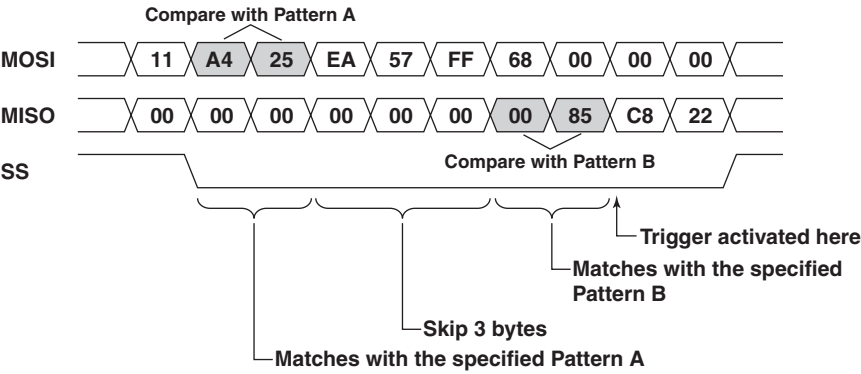 Compare with Pattern A
MOSI 11 A4 25 EA 57 FF 68 00 00 00
MISO 00 00 00 00 00 00 00 85 C8 22
Compare with Pattern B
SS
Trigger activated here
Matches with the specified
Pattern B
Skip 3 bytes
Matches with the specified Pattern A